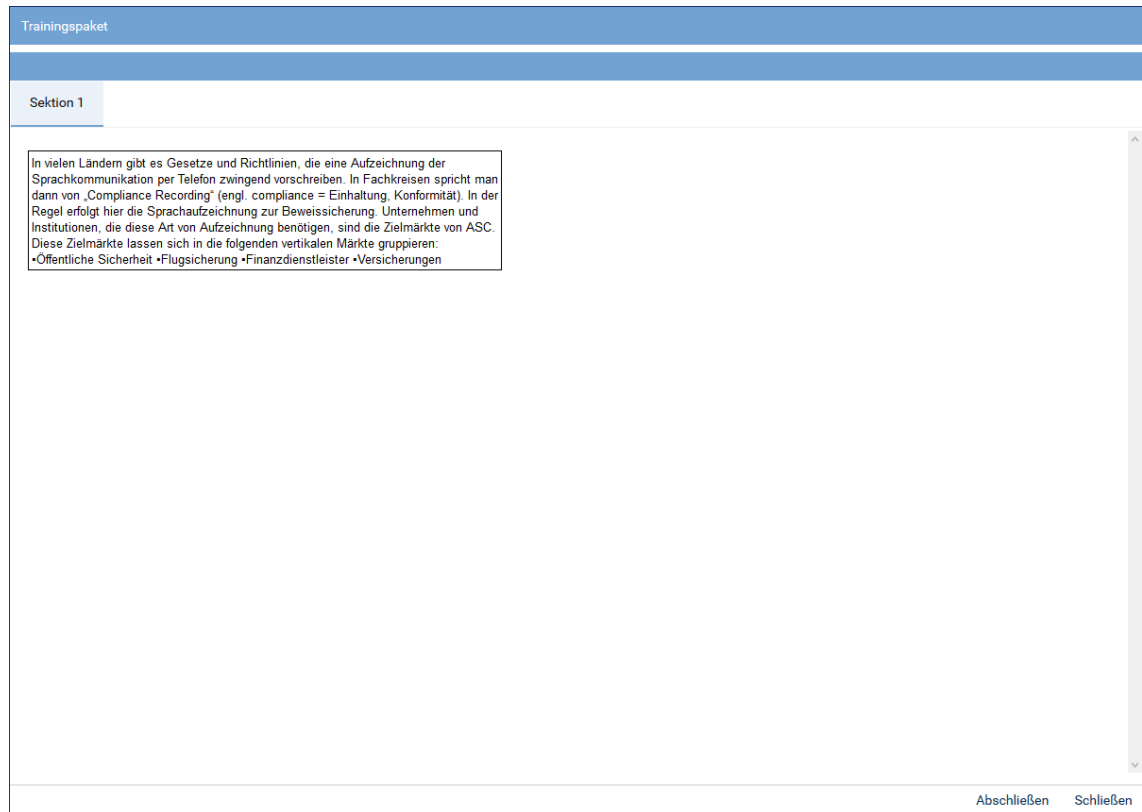 Trainingspaket
Sektion 1
In vielen Ländern gibt es Gesetze und Richtlinien, die eine Aufzeichnung der
Sprachkommunikation per Telefon zwingend vorschreiben. In Fachkreisen spricht man
dann von „Compliance Recording“ (engl. compliance = Einhaltung, Konformität). In der
Regel erfolgt hier die Sprachaufzeichnung zur Beweissicherung. Unternehmen und
Institutionen, die diese Art von Aufzeichnung benötigen, sind die Zielmärkte von ASC.
Diese Zielmärkte lassen sich in die folgenden vertikalen Märkte gruppieren:
▪Öffentliche Sicherheit ▪Flugsicherung ▪Finanzdienstleister ▪Versicherungen
Abschließen Schließen